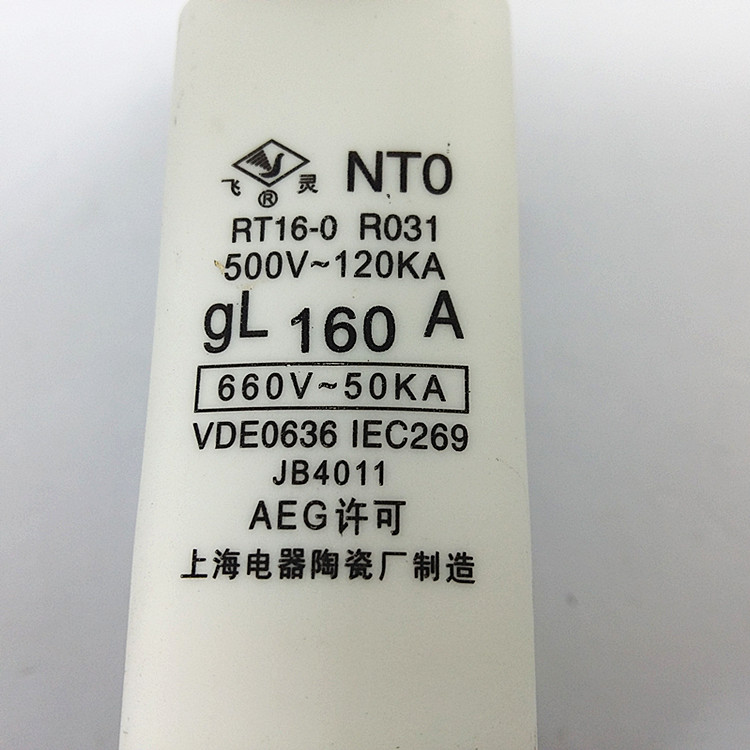 飞灵 ® NT0
RT16-0 R031
500V~120KA
gL 160 A
660V~50KA
VDE0636 IEC269
JB4011
AEG许可
上海电器陶瓷厂制造